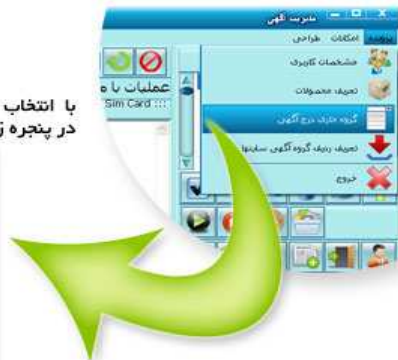 مدیریت آگهی
پرونده امکانات طراحی
مشخصات کاربری
تعریف محصولات
گروه های درج آگهی
تعریف ردیف گروه آگهی سایتها
خروج
عملیات با م
Sim Card :::
با انتخاب
در پنجره ز